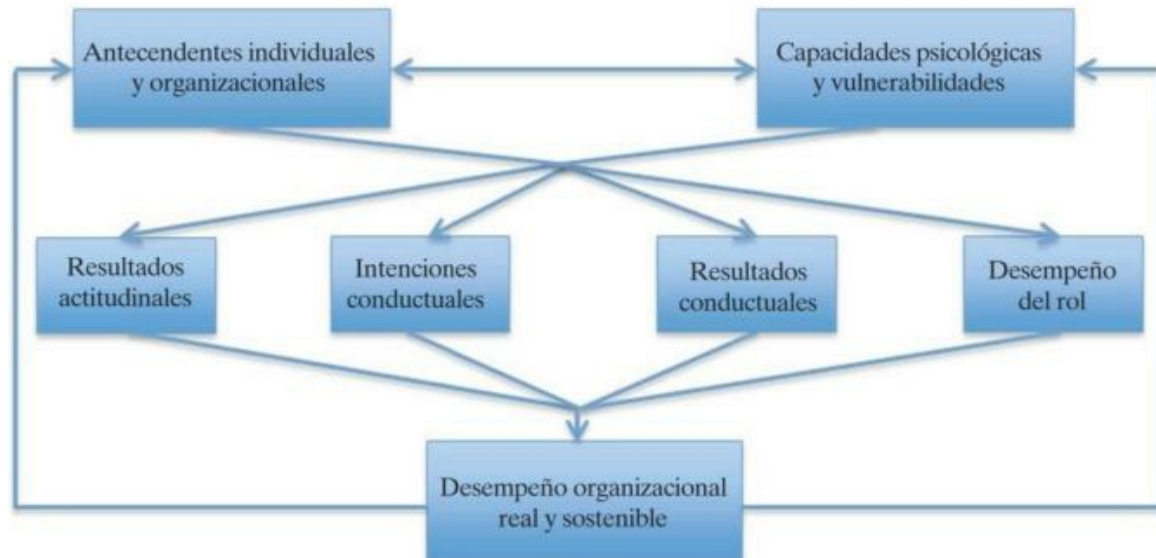 Antecendentes individuales
y organizacionales
Capacidades psicológicas
y vulnerabilidades
Resultados
actitudinales
Intenciones
conductuales
Resultados
conductuales
Desempeño
del rol
Desempeño organizacional
real y sostenible